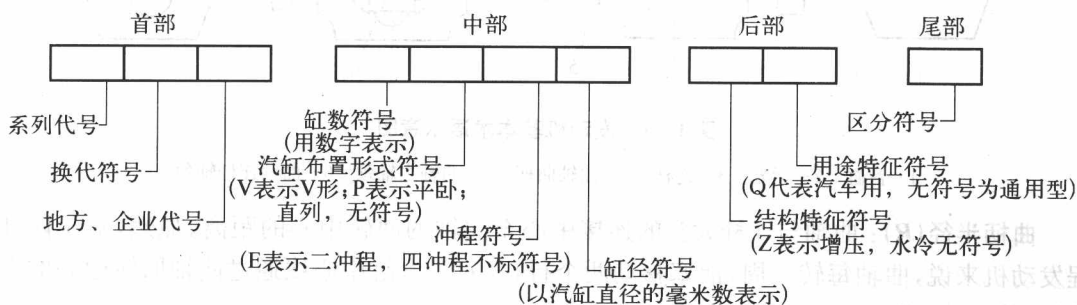 首部
中部
后部
尾部
系列代号
换代符号
地方、企业代号
缸数符号
(用数字表示)
汽缸布置形式符号
(V表示V形；P表示平卧；
直列，无符号)
冲程符号
(E表示二冲程，四冲程不标符号)
缸径符号
(以汽缸直径的毫米数表示)
区分符号
用途特征符号
(Q代表汽车用，无符号为通用型)
结构特征符号
(Z表示增压，水冷无符号)